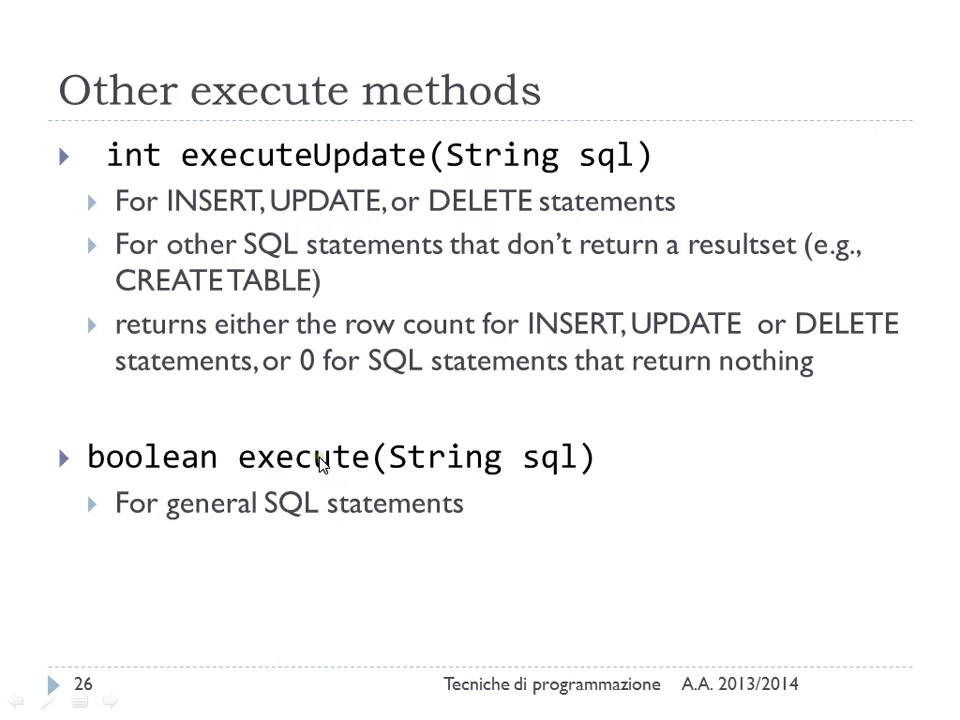 Other execute methods
int executeUpdate(String sql)
For INSERT, UPDATE, or DELETE statements
For other SQL statements that don’t return a resultset (e.g.,
CREATE TABLE)
returns either the row count for INSERT, UPDATE or DELETE
statements, or 0 for SQL statements that return nothing
boolean execute(String sql)
For general SQL statements
26 Tecniche di programmazione A.A. 2013/2014